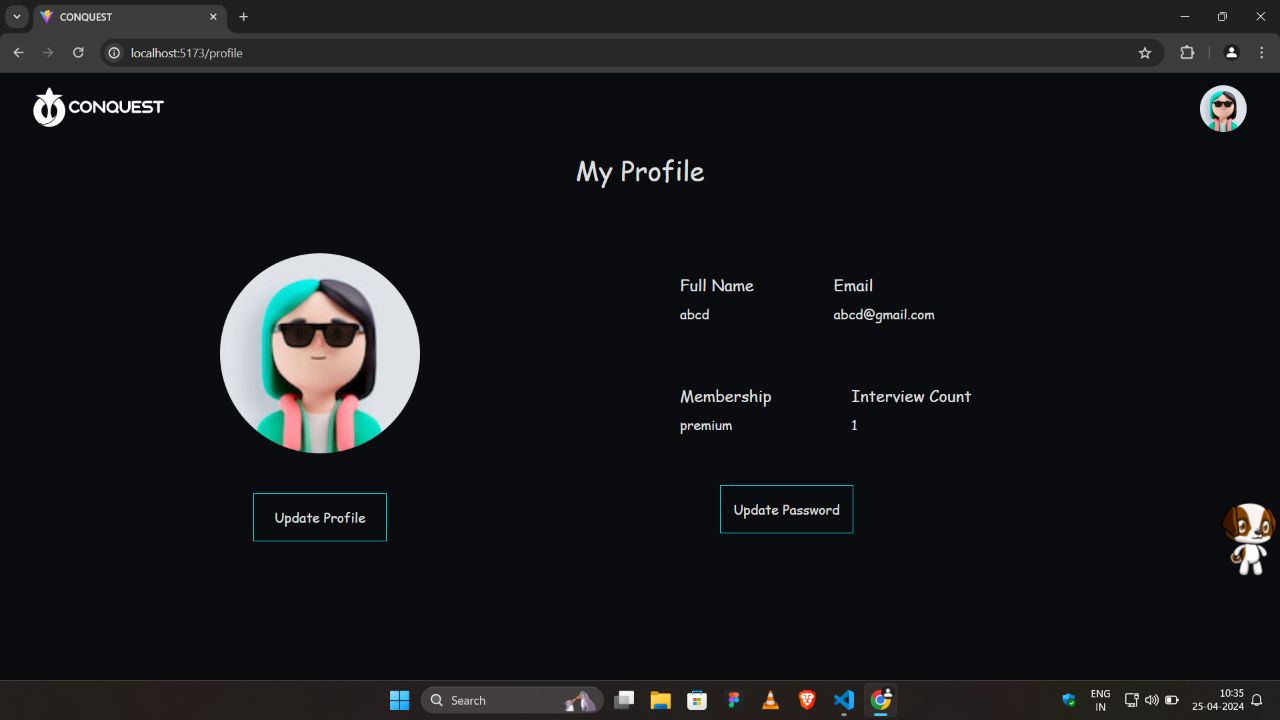 CONQUEST
localhost:5173/profile
CONQUEST
My Profile
Full Name Email
abcd abcd@gmail.com
Membership Interview Count
premium 1
Update Profile
Update Password
Search
ENG
IN
10:35
25-04-2024